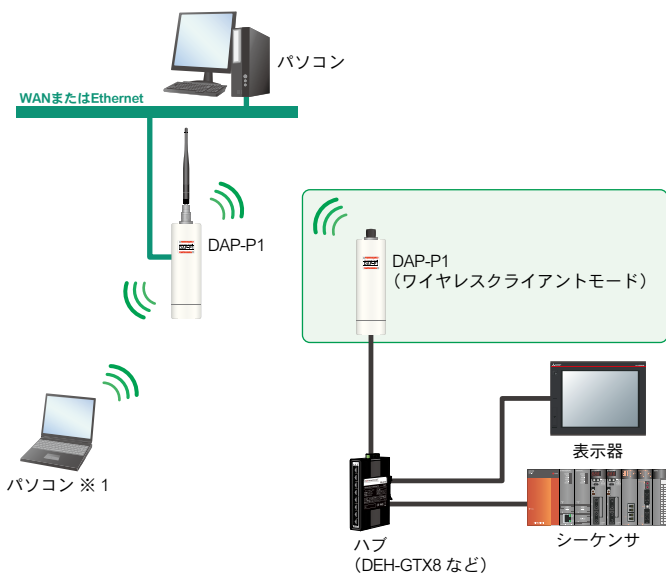 パソコン
WANまたはEthernet
DAP-P1
DAP-P1
（ワイヤレスクライアントモード）
表示器
パソコン ※ 1
シーケンサ
ハブ
（DEH-GTX8 など）